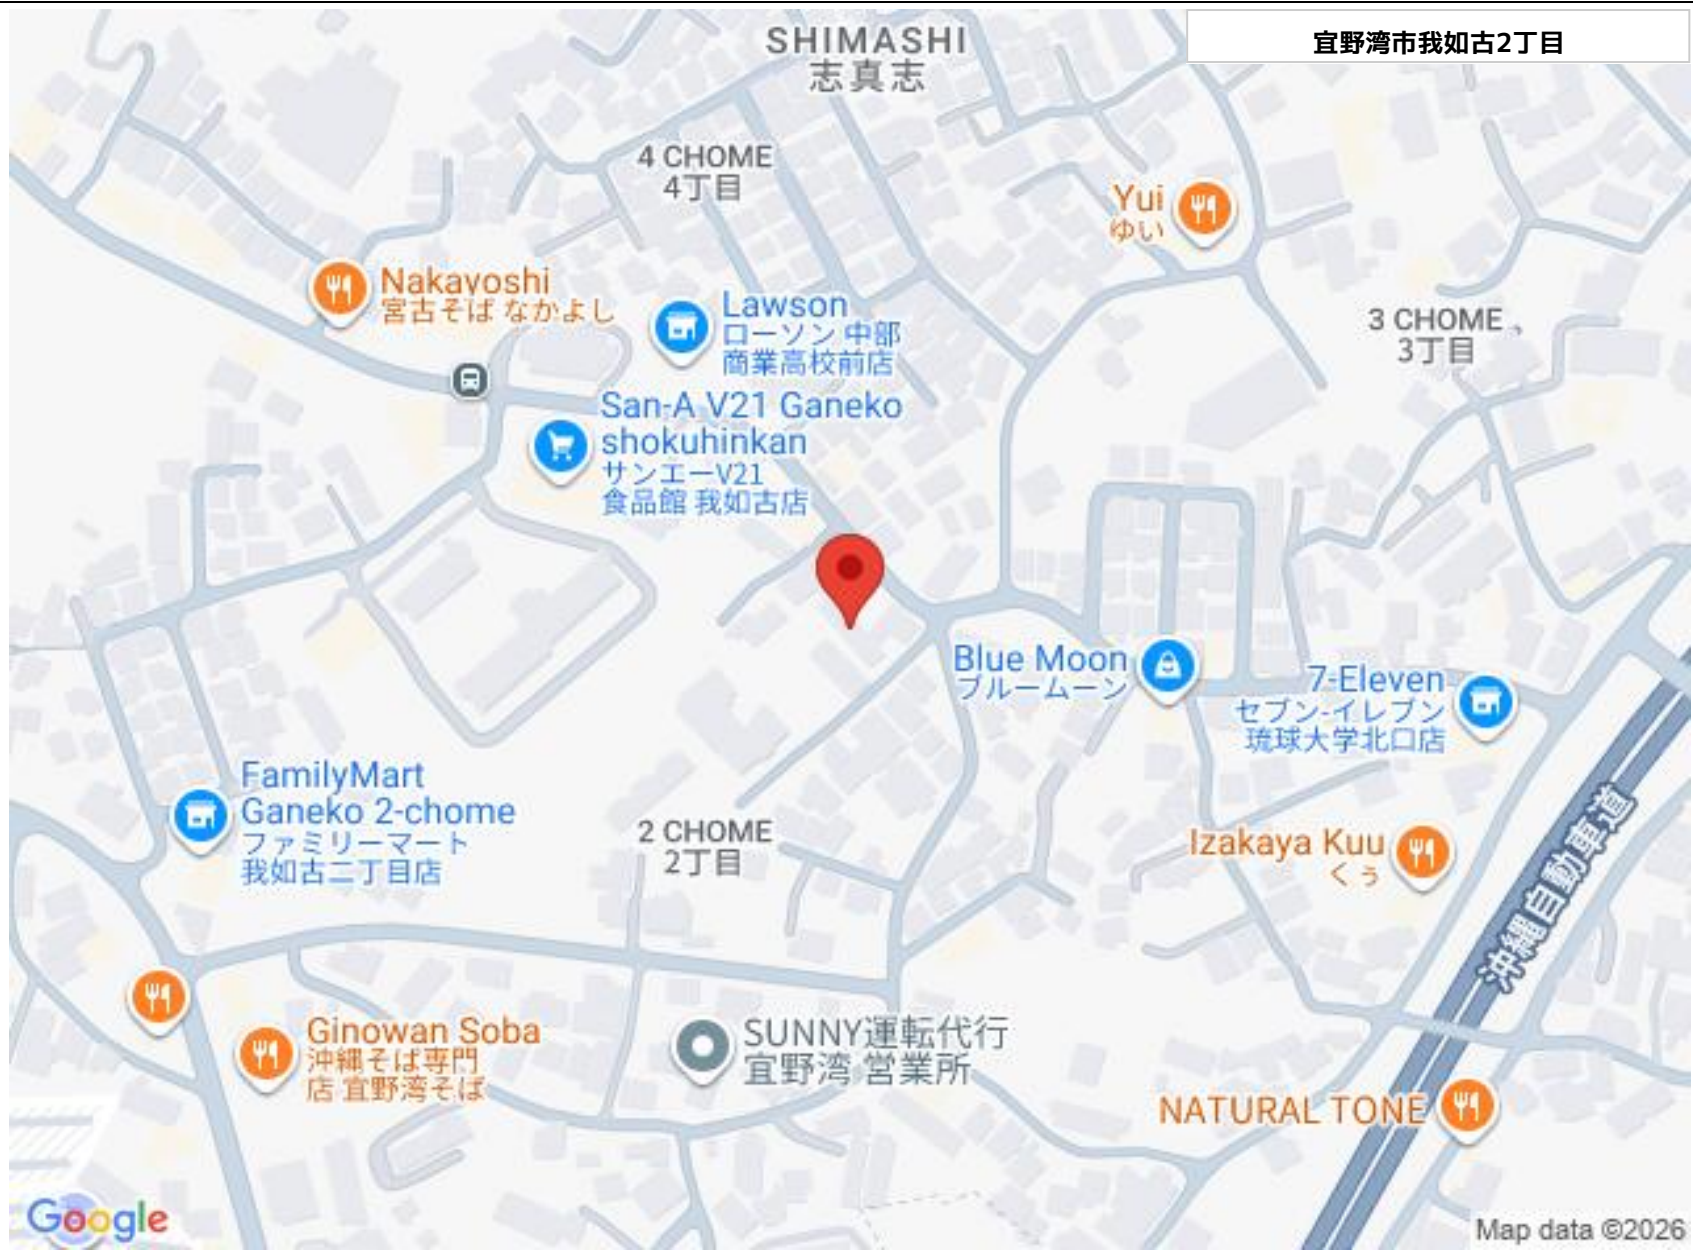 宜野湾市我如古2丁目
SHIMASHI
志真志
4 CHOME
4丁目
Yui
ゆい
Nakayoshi
宮古そば なかよし
Lawson
ローソン 中部
商業高校前店
3 CHOME
3丁目
San-A V21 Ganeko
shokuhinkan
サンエーV21
食品館 我如古店
Blue Moon
ブルームーン
7-Eleven
セブン-イレブン
琉球大学北口店
FamilyMart
Ganeko 2-chome
ファミリーマート
我如古二丁目店
2 CHOME
2丁目
Izakaya Kuu
くぅ
沖縄自動車道
Ginowan Soba
沖縄そば専門
店 宜野湾そば
SUNNY運転代行
宜野湾 営業所
NATURAL TONE
Google
Map data ©2026